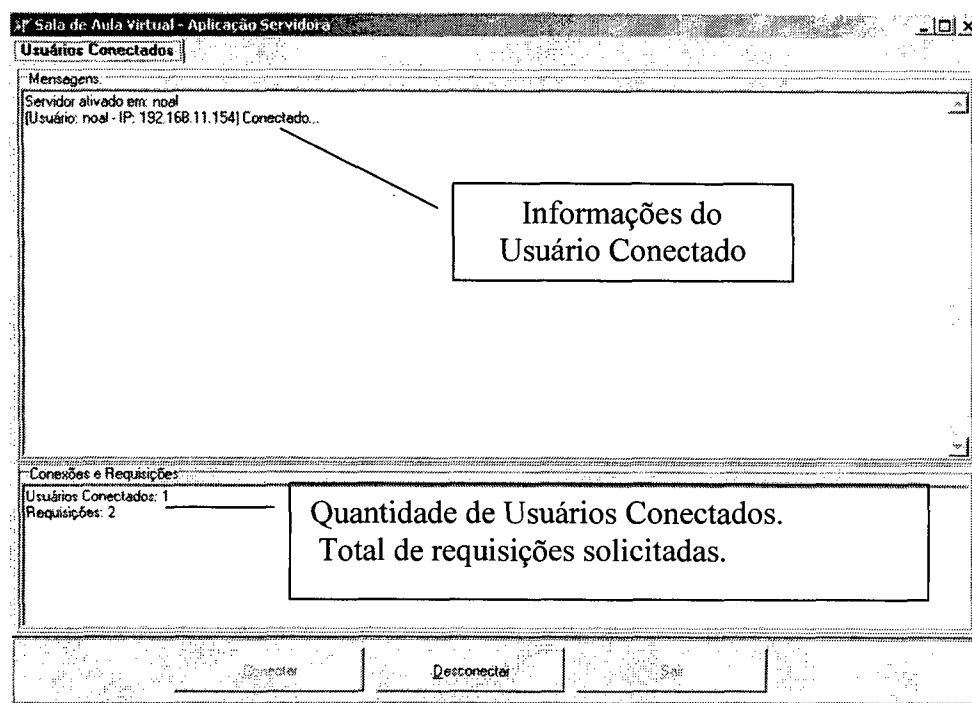 Sala de Aula Virtual - Aplicação Servidora
Usuários Conectados
Mensagens
Servidor ativado em: noal
[Usuário: noal - IP: 192.168.11.154] Conectado...
Informações do
Usuário Conectado
Conexões e Requisições
Usuários Conectados: 1
Requisições: 2
Quantidade de Usuários Conectados.
Total de requisições solicitadas.
Conectar
Desconectar
Sair